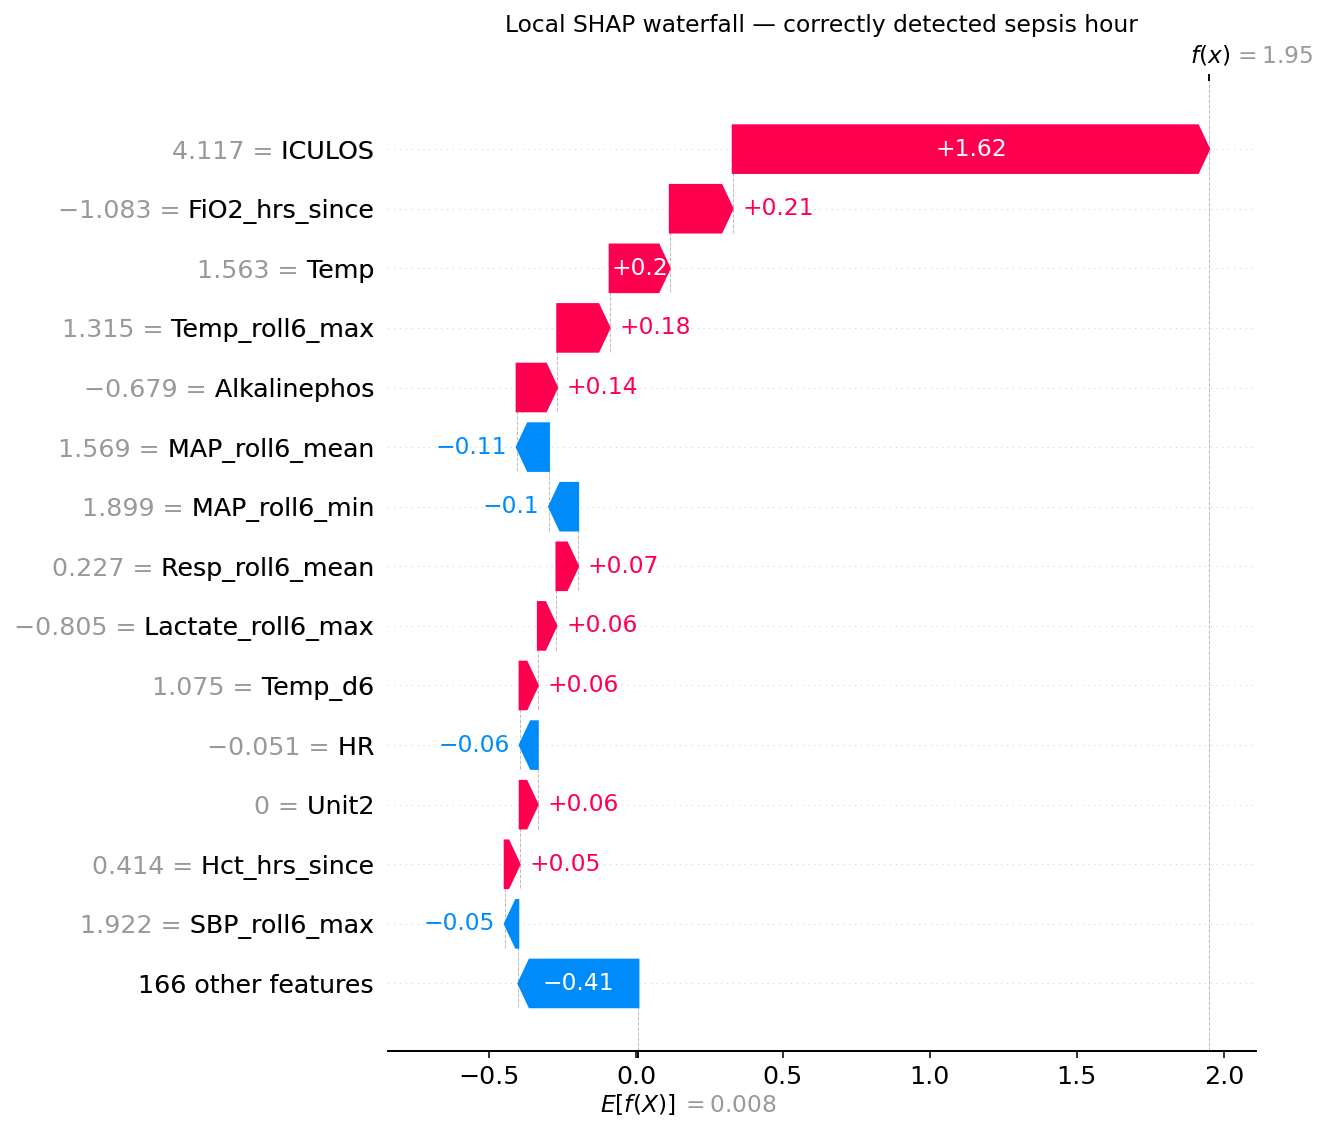 Local SHAP waterfall — correctly detected sepsis hour
f(x) = 1.95
4.117 = ICULOS +1.62
−1.083 = FiO2_hrs_since +0.21
1.563 = Temp +0.2
1.315 = Temp_roll6_max +0.18
−0.679 = Alkalinephos +0.14
1.569 = MAP_roll6_mean −0.11
1.899 = MAP_roll6_min −0.1
0.227 = Resp_roll6_mean +0.07
−0.805 = Lactate_roll6_max +0.06
1.075 = Temp_d6 +0.06
−0.051 = HR −0.06
0 = Unit2 +0.06
0.414 = Hct_hrs_since +0.05
1.922 = SBP_roll6_max −0.05
166 other features −0.41
−0.5 0.0 0.5 1.0 1.5 2.0
E[f(X)] = 0.008